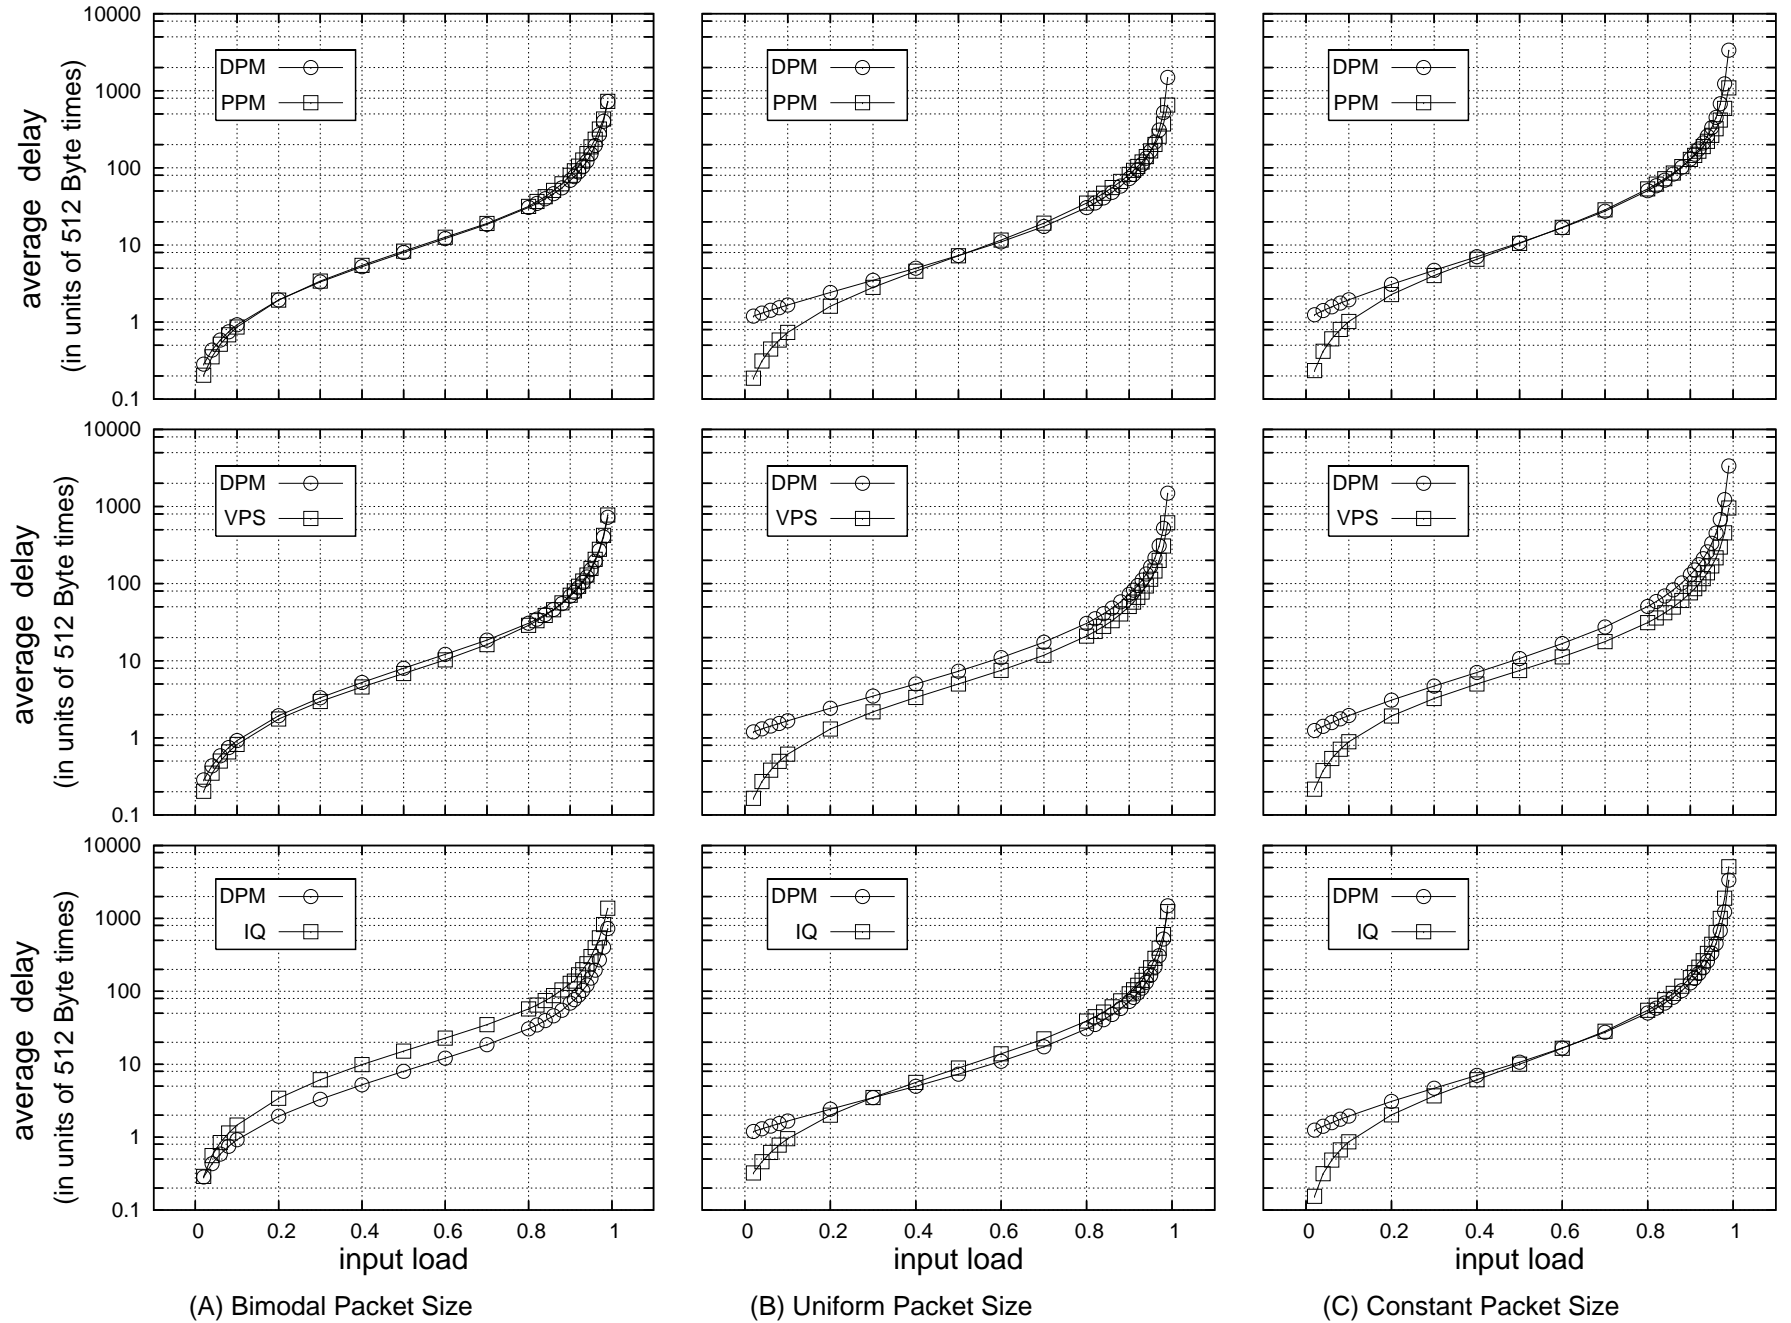 average delay
(in units of 512 Byte times)
10000
1000
100
10
1
0.1
DPM
PPM
DPM
PPM
DPM
PPM
average delay
(in units of 512 Byte times)
10000
1000
100
10
1
0.1
DPM
VPS
DPM
VPS
DPM
VPS
average delay
(in units of 512 Byte times)
10000
1000
100
10
1
0.1
DPM
IQ
DPM
IQ
DPM
IQ
0 0.2 0.4 0.6 0.8 1
0 0.2 0.4 0.6 0.8 1
0 0.2 0.4 0.6 0.8 1
input load
input load
input load
(A) Bimodal Packet Size
(B) Uniform Packet Size
(C) Constant Packet Size